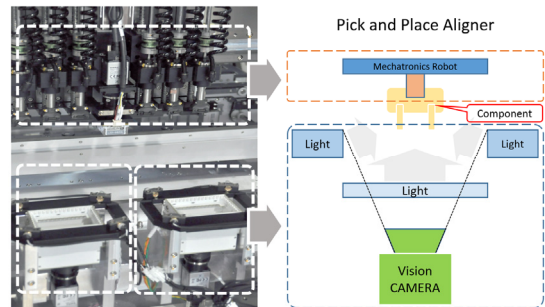 Pick and Place Aligner
Mechatronics Robot
Component
Light
Light
Light
Vision
CAMERA